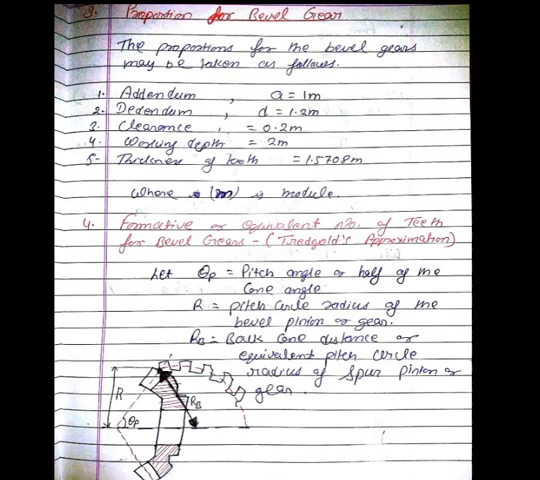 3. Proportion for Bevel Gear
The proportions for the bevel gears
may be taken as follows.
1. Addendum , a = 1m
2. Dedendum , d = 1.2m
3. Clearance , = 0.2m
4. Working depth = 2m
5. Thickness of tooth = 1.5708m
where (m) is module.
4. Formative or equivalent no. of Teeth
for Bevel Gears - (Tredgold's Approximation)
Let θp = Pitch angle or half of the
Cone angle
R = pitch circle radius of the
bevel pinion or gear.
RB = Back Cone distance or
equivalent pitch circle
radius of spur pinion or
gear.
R
RB
θp